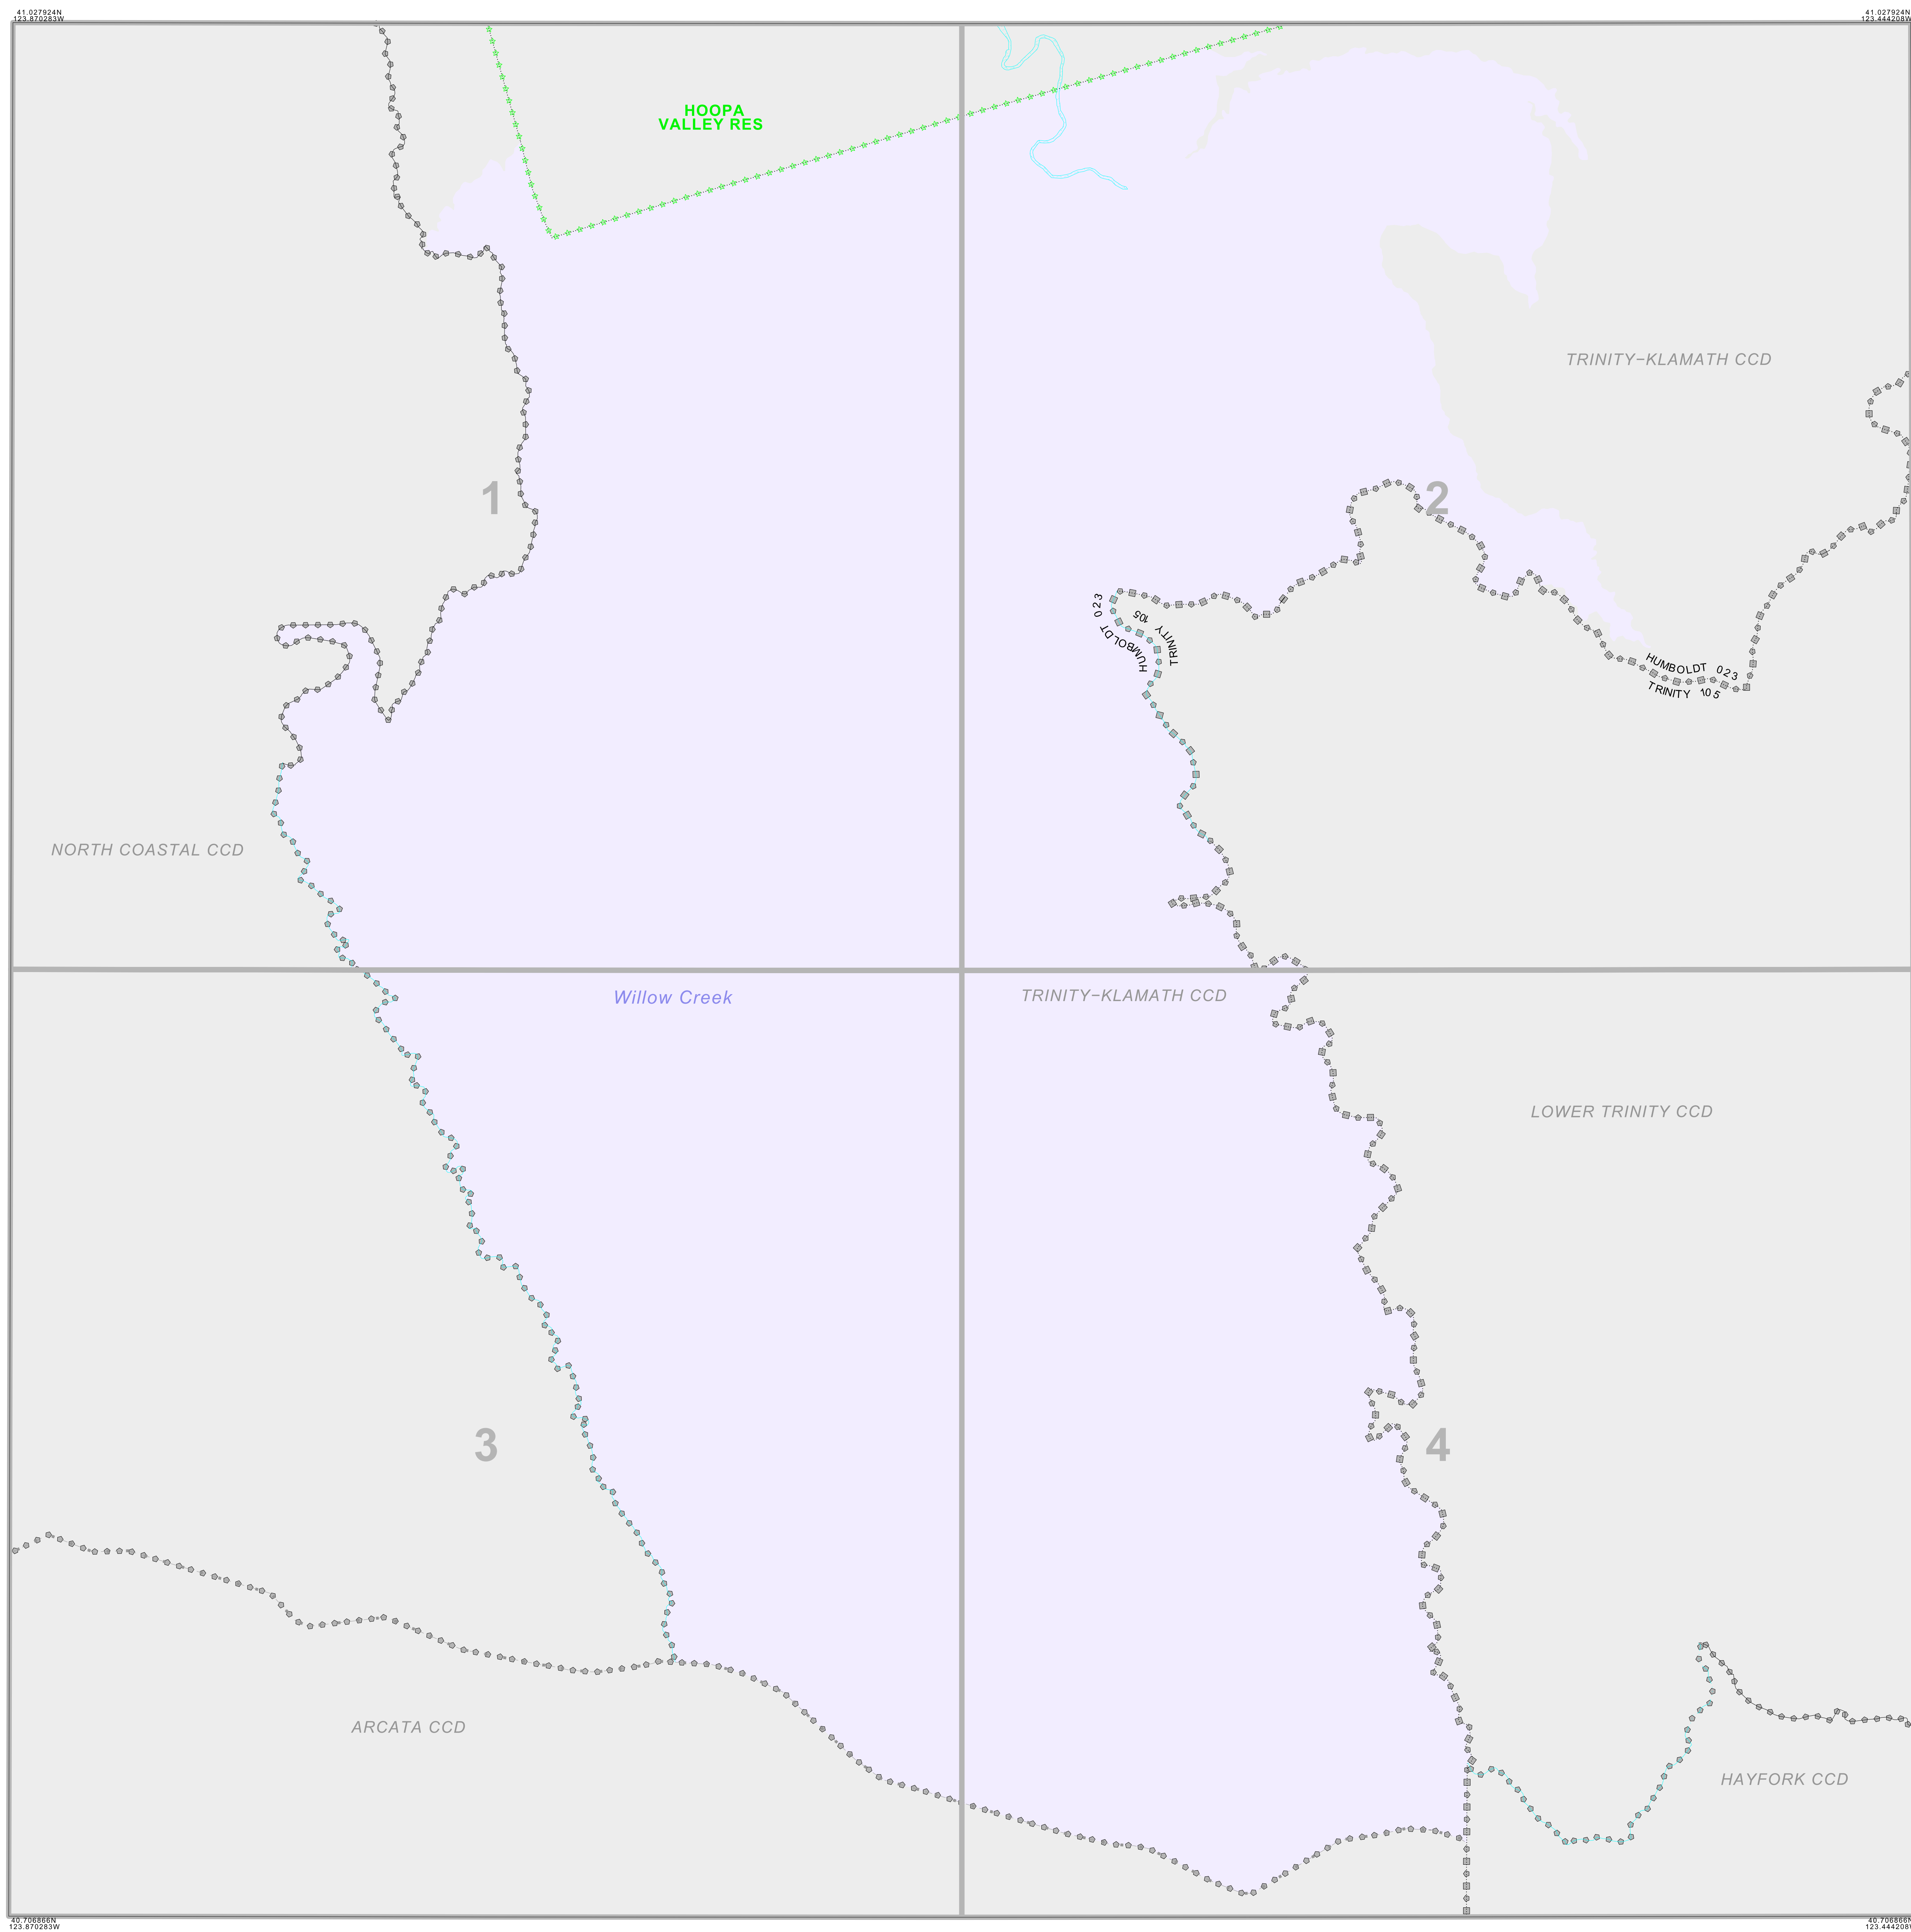 41.027924N
123.870283W
41.027924N
123.444208W
HOOPA
VALLEY RES
TRINITY-KLAMATH CCD
1
2
023
HUMBOLDT
TRINITY
105
HUMBOLDT 023
TRINITY 105
NORTH COASTAL CCD
Willow Creek
TRINITY-KLAMATH CCD
LOWER TRINITY CCD
3
4
ARCATA CCD
HAYFORK CCD
40.706866N
123.870283W
40.706866N
123.444208W